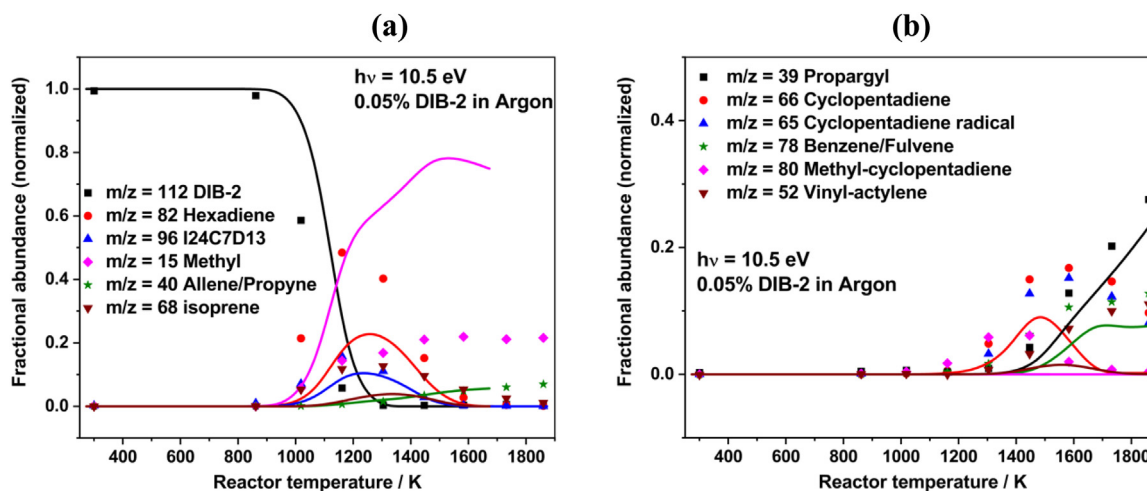 (a)
hν = 10.5 eV
0.05% DIB-2 in Argon
m/z = 112 DIB-2
m/z = 82 Hexadiene
m/z = 96 I24C7D13
m/z = 15 Methyl
m/z = 40 Allene/Propyne
m/z = 68 isoprene
Fractional abundance (normalized)
1.0
0.8
0.6
0.4
0.2
0.0
400 600 800 1000 1200 1400 1600 1800
Reactor temperature / K
(b)
m/z = 39 Propargyl
m/z = 66 Cyclopentadiene
m/z = 65 Cyclopentadiene radical
m/z = 78 Benzene/Fulvene
m/z = 80 Methyl-cyclopentadiene
m/z = 52 Vinyl-actylene
hν = 10.5 eV
0.05% DIB-2 in Argon
Fractional abundance (normalized)
0.4
0.2
0.0
400 600 800 1000 1200 1400 1600 1800
Reactor temperature / K